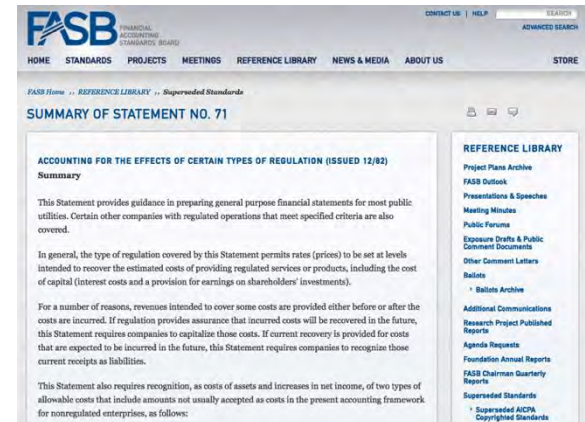 CONTACT US | HELP SEARCH
ADVANCED SEARCH
FASB FINANCIAL
ACCOUNTING
STANDARDS BOARD
HOME STANDARDS PROJECTS MEETINGS REFERENCE LIBRARY NEWS & MEDIA ABOUT US STORE
FASB Home :: REFERENCE LIBRARY :: Superseded Standards
SUMMARY OF STATEMENT NO. 71
ACCOUNTING FOR THE EFFECTS OF CERTAIN TYPES OF REGULATION (ISSUED 12/82)
Summary
This Statement provides guidance in preparing general purpose financial statements for most public
utilities. Certain other companies with regulated operations that meet specified criteria are also
covered.
In general, the type of regulation covered by this Statement permits rates (prices) to be set at levels
intended to recover the estimated costs of providing regulated services or products, including the cost
of capital (interest costs and a provision for earnings on shareholders' investments).
For a number of reasons, revenues intended to cover some costs are provided either before or after the
costs are incurred. If regulation provides assurance that incurred costs will be recovered in the future,
this Statement requires companies to capitalize those costs. If current recovery is provided for costs
that are expected to be incurred in the future, this Statement requires companies to recognize those
current receipts as liabilities.
This Statement also requires recognition, as costs of assets and increases in net income, of two types of
allowable costs that include amounts not usually accepted as costs in the present accounting framework
for nonregulated enterprises, as follows:
REFERENCE LIBRARY
Project Plans Archive
FASB Outlook
Presentations & Speeches
Meeting Minutes
Public Forums
Exposure Drafts & Public
Comment Documents
Other Comment Letters
Ballots
Ballots Archive
Additional Communications
Research Project Published
Reports
Agenda Requests
Foundation Annual Reports
FASB Chairman Quarterly
Reports
Superseded Standards
Superseded AICPA
Copyrighted Standards